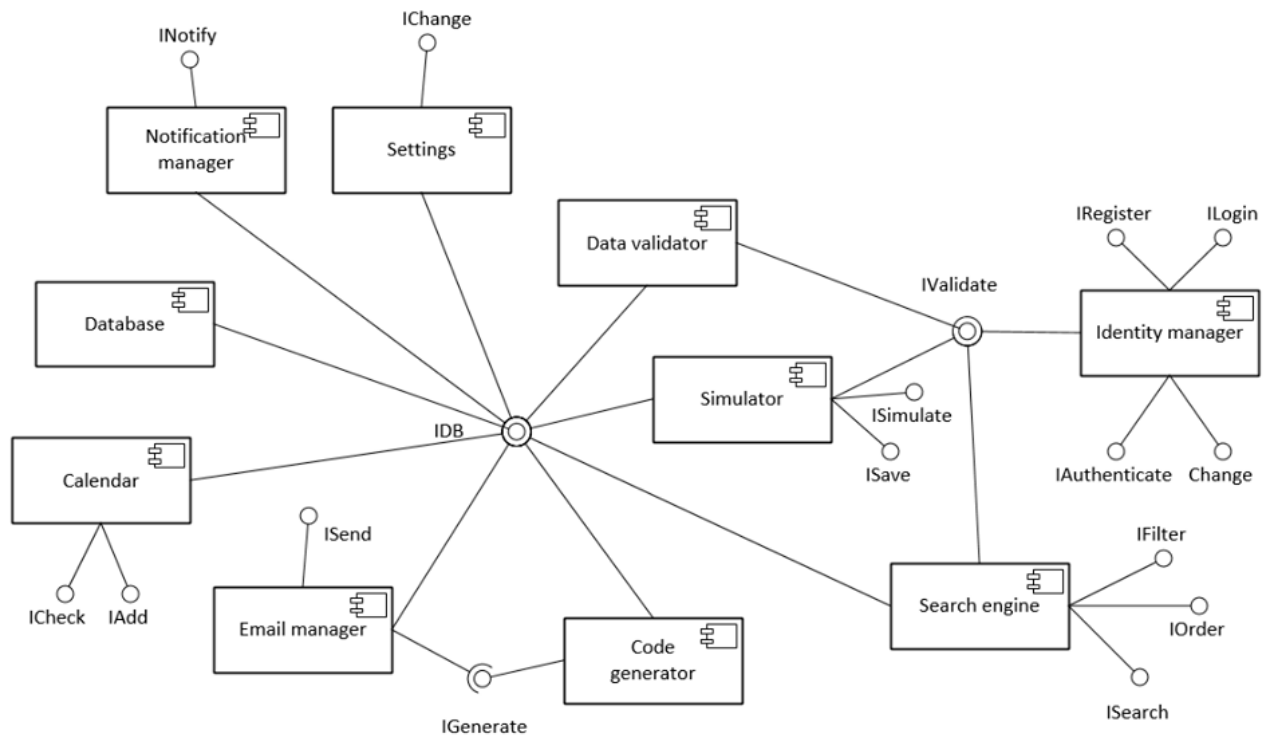 IChange
INotify
Notification
manager
Settings
Data validator
IRegister
ILogin
IValidate
Database
Identity manager
Simulator
ISimulate
IDB
ISave
IAuthenticate
Change
Calendar
ISend
IFilter
ICheck
IAdd
Email manager
Code
generator
Search engine
IOrder
IGenerate
ISearch